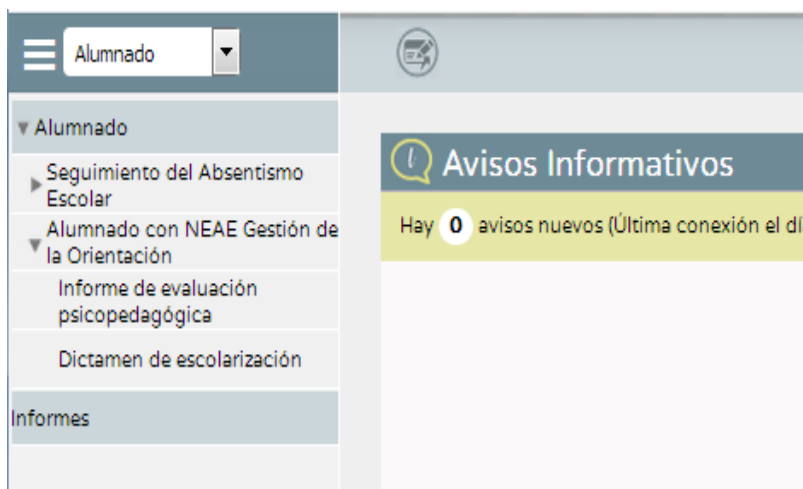 Alumnado
Alumnado
Seguimiento del Absentismo
Escolar
Alumnado con NEAE Gestión de
la Orientación
Informe de evaluación
psicopedagógica
Dictamen de escolarización
Informes
Avisos Informativos
Hay 0 avisos nuevos (Última conexión el dí